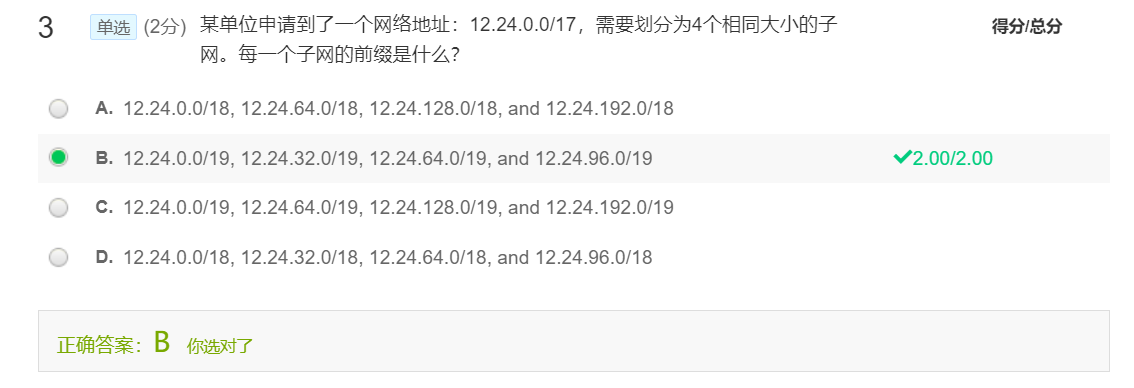 3 单选 (2分) 某单位申请到了一个网络地址：12.24.0.0/17，需要划分为4个相同大小的子 得分/总分
网。每一个子网的前缀是什么?
A. 12.24.0.0/18, 12.24.64.0/18, 12.24.128.0/18, and 12.24.192.0/18
B. 12.24.0.0/19, 12.24.32.0/19, 12.24.64.0/19, and 12.24.96.0/19 2.00/2.00
C. 12.24.0.0/19, 12.24.64.0/19, 12.24.128.0/19, and 12.24.192.0/19
D. 12.24.0.0/18, 12.24.32.0/18, 12.24.64.0/18, and 12.24.96.0/18
正确答案：B 你选对了